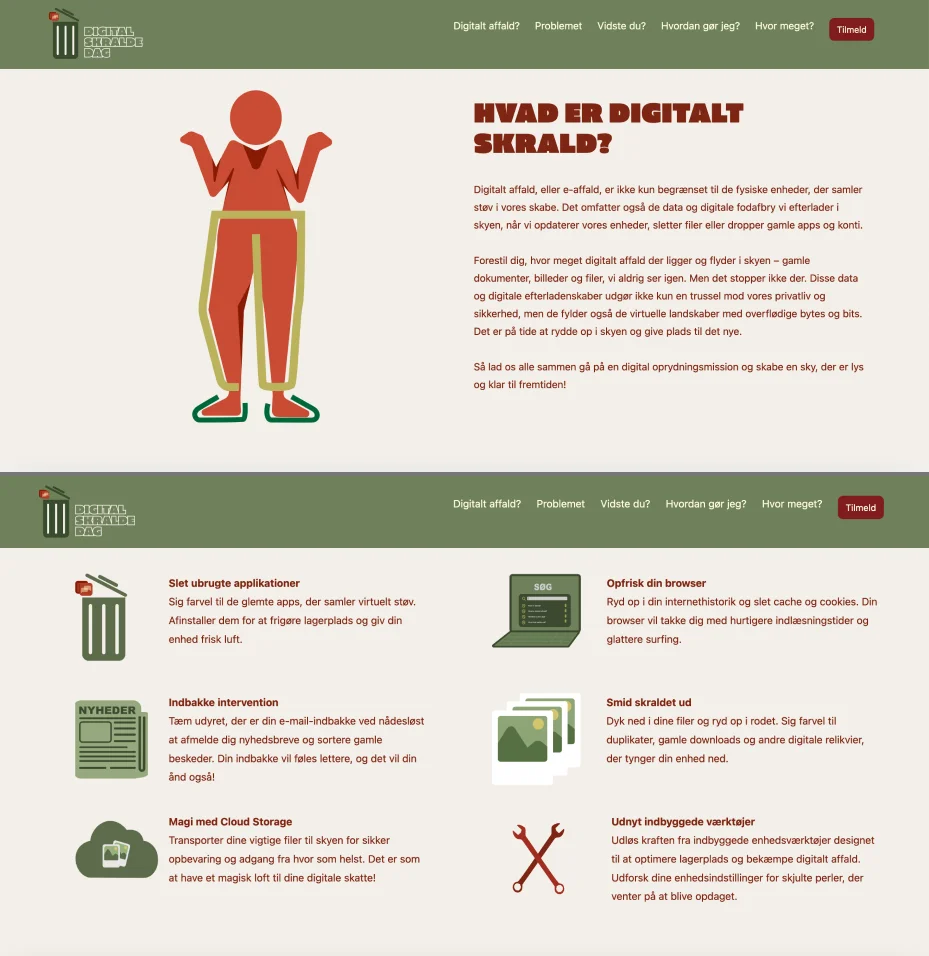 DIGITAL
SKRALDE
DAG
Digitalt affald?
Problemet
Vidste du?
Hvordan gør jeg?
Hvor meget?
Tilmeld
HVAD ER DIGITALT
SKRALD?
Digitalt affald, eller e-affald, er ikke kun begrænset til de fysiske enheder, der samler
støv i vores skabe. Det omfatter også de data og digitale fodafbry vi efterlader i
skyen, når vi opdaterer vores enheder, sletter filer eller dropper gamle apps og konti.
Forestil dig, hvor meget digitalt affald der ligger og flyder i skyen – gamle
dokumenter, billeder og filer, vi aldrig ser igen. Men det stopper ikke der. Disse data
og digitale efterladenskaber udgør ikke kun en trussel mod vores privatliv og
sikkerhed, men de fylder også de virtuelle landskaber med overflødige bytes og bits.
Det er på tide at rydde op i skyen og give plads til det nye.
Så lad os alle sammen gå på en digital oprydningsmission og skabe en sky, der er lys
og klar til fremtiden!
DIGITAL
SKRALDE
DAG
Digitalt affald?
Problemet
Vidste du?
Hvordan gør jeg?
Hvor meget?
Tilmeld
Slet ubrugte applikationer
Sig farvel til de glemte apps, der samler virtuelt støv.
Afinstaller dem for at frigøre lagerplads og giv din
enhed frisk luft.
SØG
Opfrisk din browser
Ryd op i din internethistorik og slet cache og cookies. Din
browser vil takke dig med hurtigere indlæsningstider og
glattere surfing.
NYHEDER
Indbakke intervention
Tæm udyret, der er din e-mail-indbakke ved nådesløst
at afmelde dig nyhedsbreve og sortere gamle
beskeder. Din indbakke vil føles lettere, og det vil din
ånd også!
Smid skraldet ud
Dyk ned i dine filer og ryd op i rodet. Sig farvel til
duplikater, gamle downloads og andre digitale relikvier,
der tynger din enhed ned.
Magi med Cloud Storage
Transporter dine vigtige filer til skyen for sikker
opbevaring og adgang fra hvor som helst. Det er som
at have et magisk loft til dine digitale skatte!
Udnyt indbyggede værktøjer
Udløs kraften fra indbyggede enhedsværktøjer designet
til at optimere lagerplads og bekæmpe digitalt affald.
Udforsk dine enhedsindstillinger for skjulte perler, der
venter på at blive opdaget.